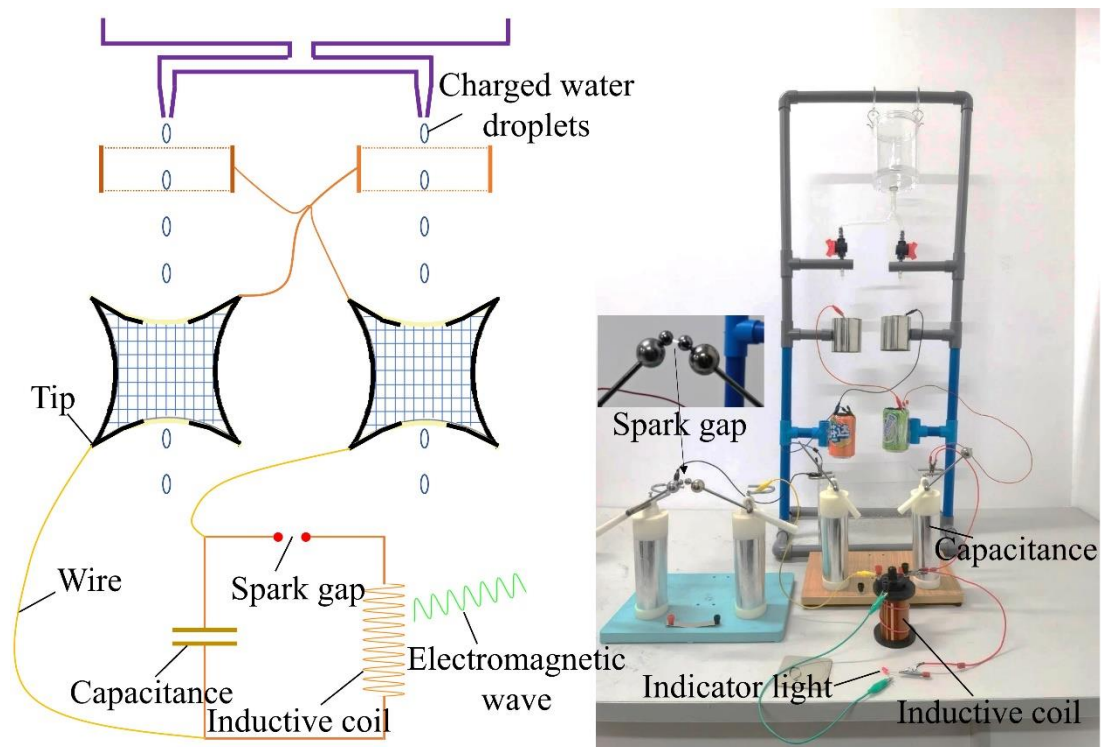 Charged water
droplets
Tip
Wire
Spark gap
Capacitance
Inductive coil
Electromagnetic
wave
Spark gap
Capacitance
Indicator light
Inductive coil